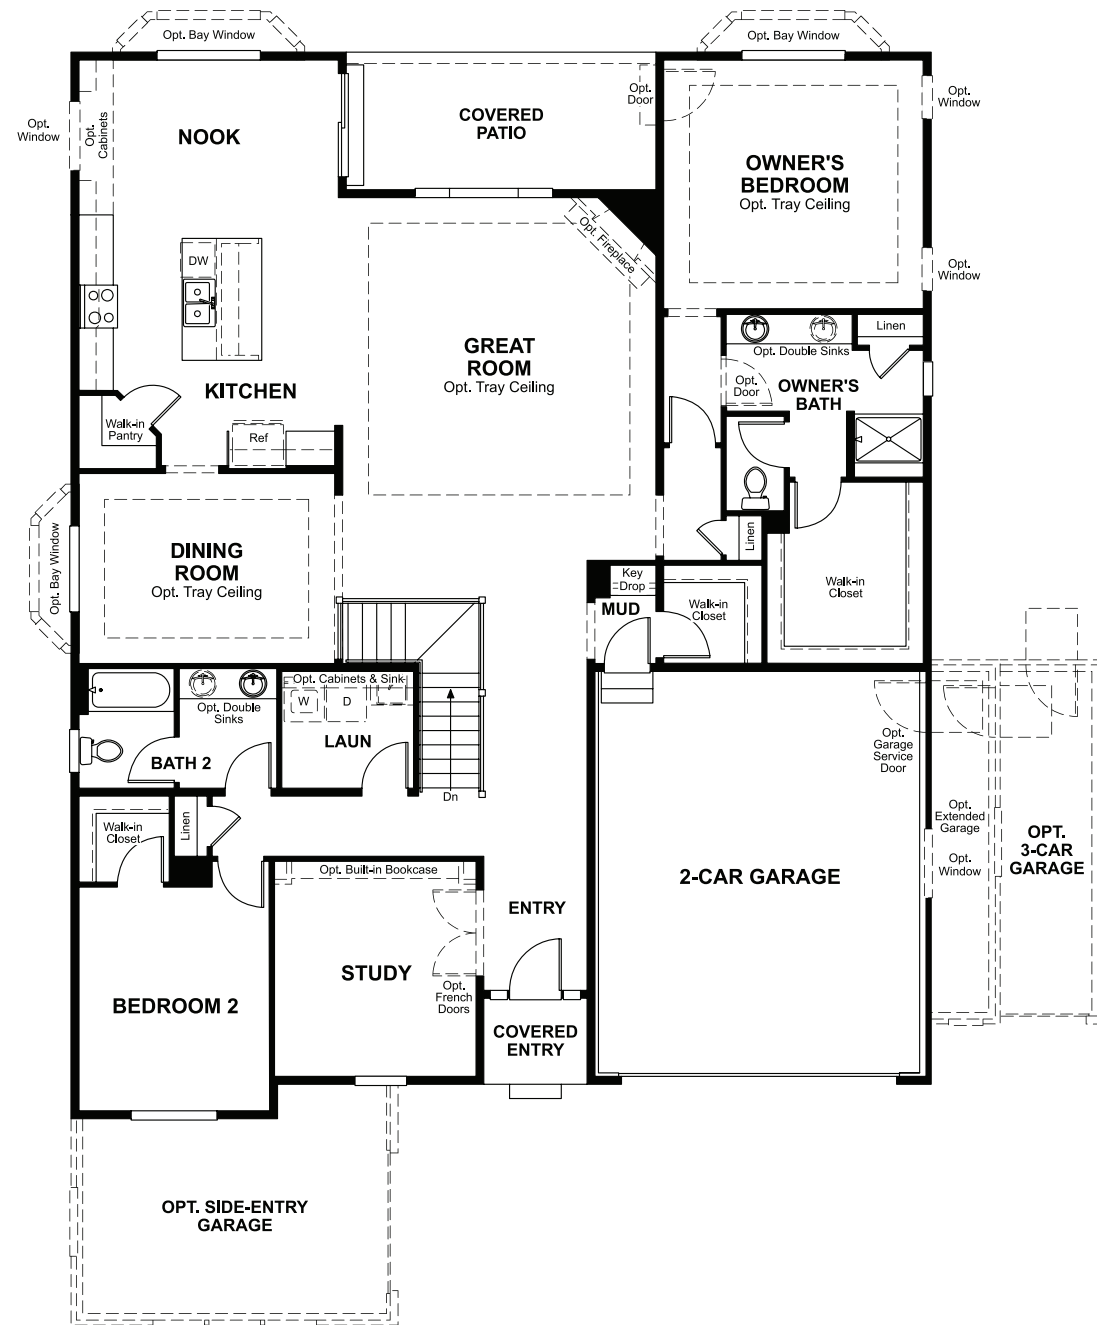 Opt. Bay Window
Opt. Bay Window
Opt.
Window
Opt.
Cabinets
NOOK
COVERED
PATIO
Opt.
Door
OWNER'S
BEDROOM
Opt. Tray Ceiling
Opt.
Window
Opt.
Window
Opt. Fireplace
DW
GREAT
ROOM
Opt. Tray Ceiling
KITCHEN
Walk-in
Pantry
Ref
Linen
Opt. Double Sinks
Opt.
Door
OWNER'S
BATH
Opt. Bay Window
DINING
ROOM
Opt. Tray Ceiling
Linen
Key
Drop
MUD
Walk-in
Closet
Walk-in
Closet
Opt. Double
Sinks
BATH 2
Opt. Cabinets & Sink
W
D
LAUN
Dn
Opt.
Garage
Service
Door
Walk-in
Closet
Linen
Opt.
Extended
Garage
Opt.
Window
OPT.
3-CAR
GARAGE
Opt. Built-in Bookcase
2-CAR GARAGE
ENTRY
STUDY
Opt.
French
Doors
BEDROOM 2
COVERED
ENTRY
OPT. SIDE-ENTRY
GARAGE